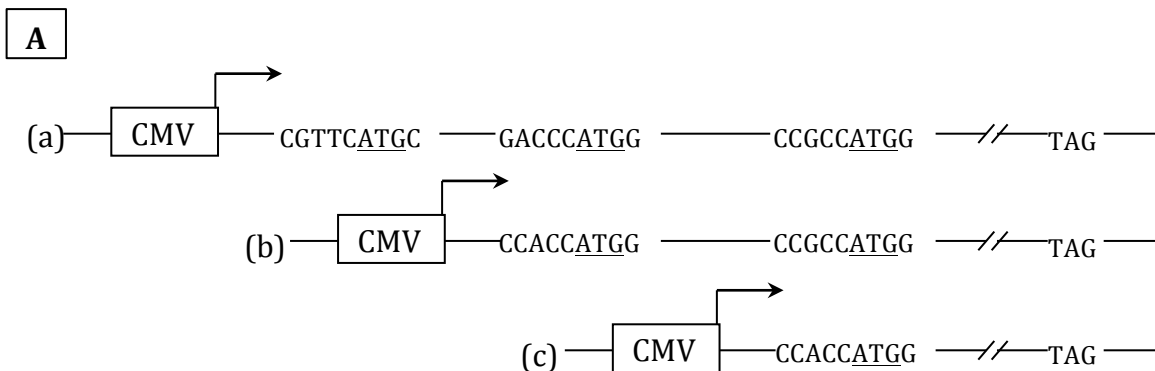 A
(a) CMV CGTTCATGC GACCCATGG CCGCCATGG TAG
(b) CMV CCACCATGG CCGCCATGG TAG
(c) CMV CCACCATGG TAG